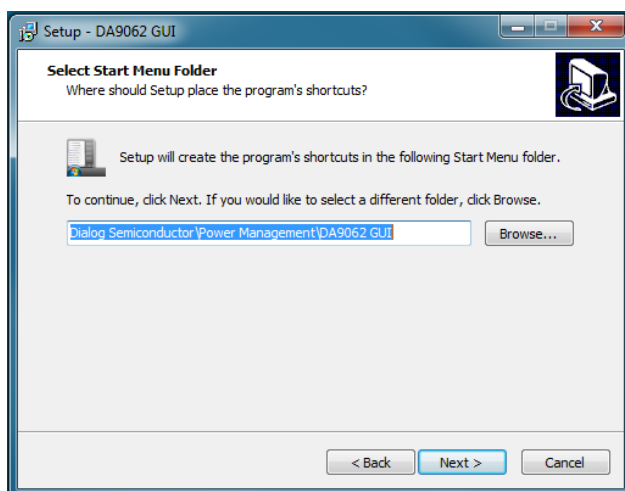 Setup - DA9062 GUI
Select Start Menu Folder
Where should Setup place the program's shortcuts?
Setup will create the program's shortcuts in the following Start Menu folder.
To continue, click Next. If you would like to select a different folder, click Browse.
Dialog Semiconductor\Power Management\DA9062 GUI
Browse...
< Back
Next >
Cancel